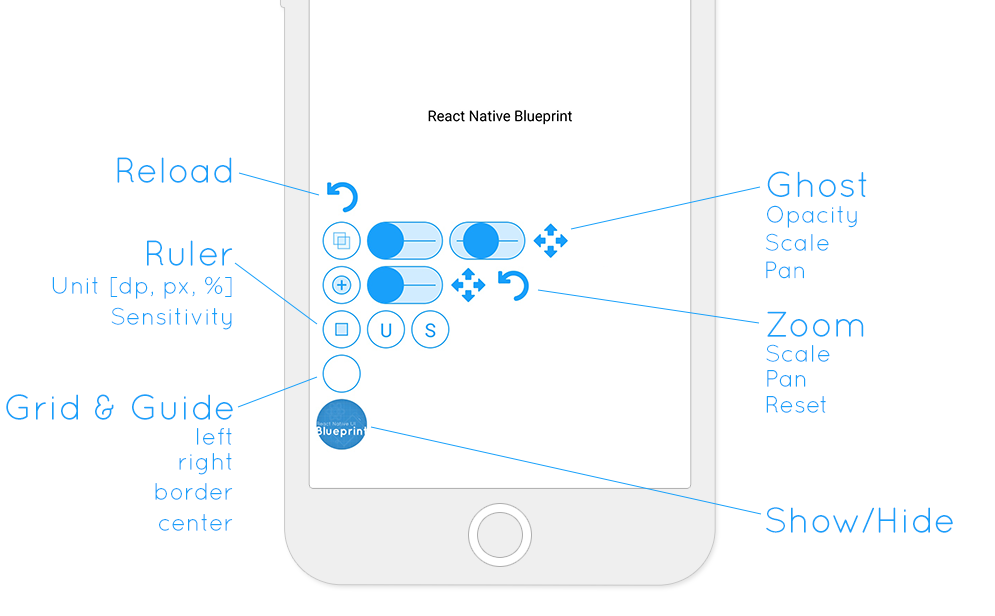 React Native Blueprint
Reload
Ruler
Unit [dp, px, %]
Sensitivity
Grid & Guide
left
right
border
center
Ghost
Opacity
Scale
Pan
Zoom
Scale
Pan
Reset
Show/Hide
U
S
React Native UI
Blueprint